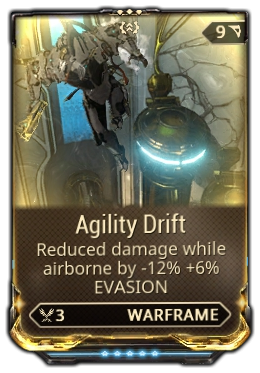 9
Agility Drift
Reduced damage while
airborne by -12% +6%
EVASION
3 WARFRAME